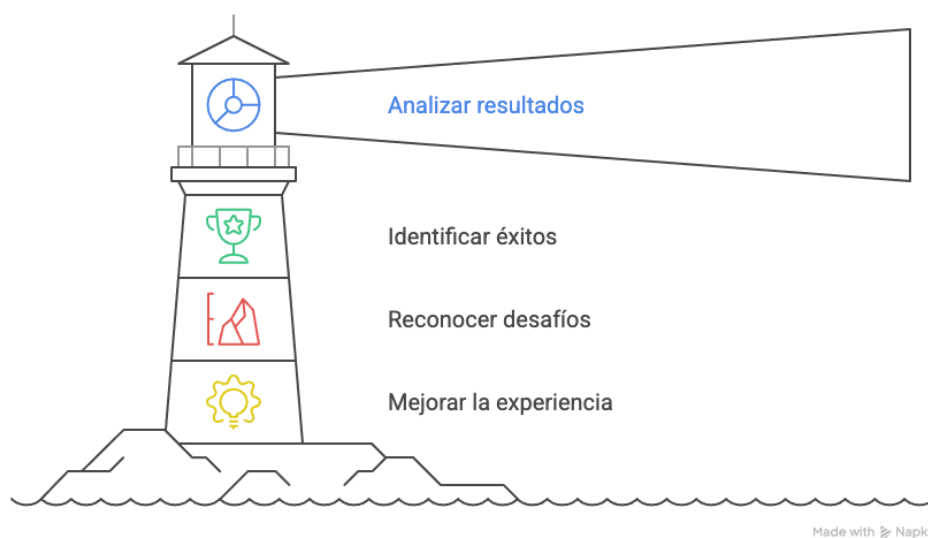 Analizar resultados
Identificar éxitos
Reconocer desafíos
Mejorar la experiencia
Made with Napk